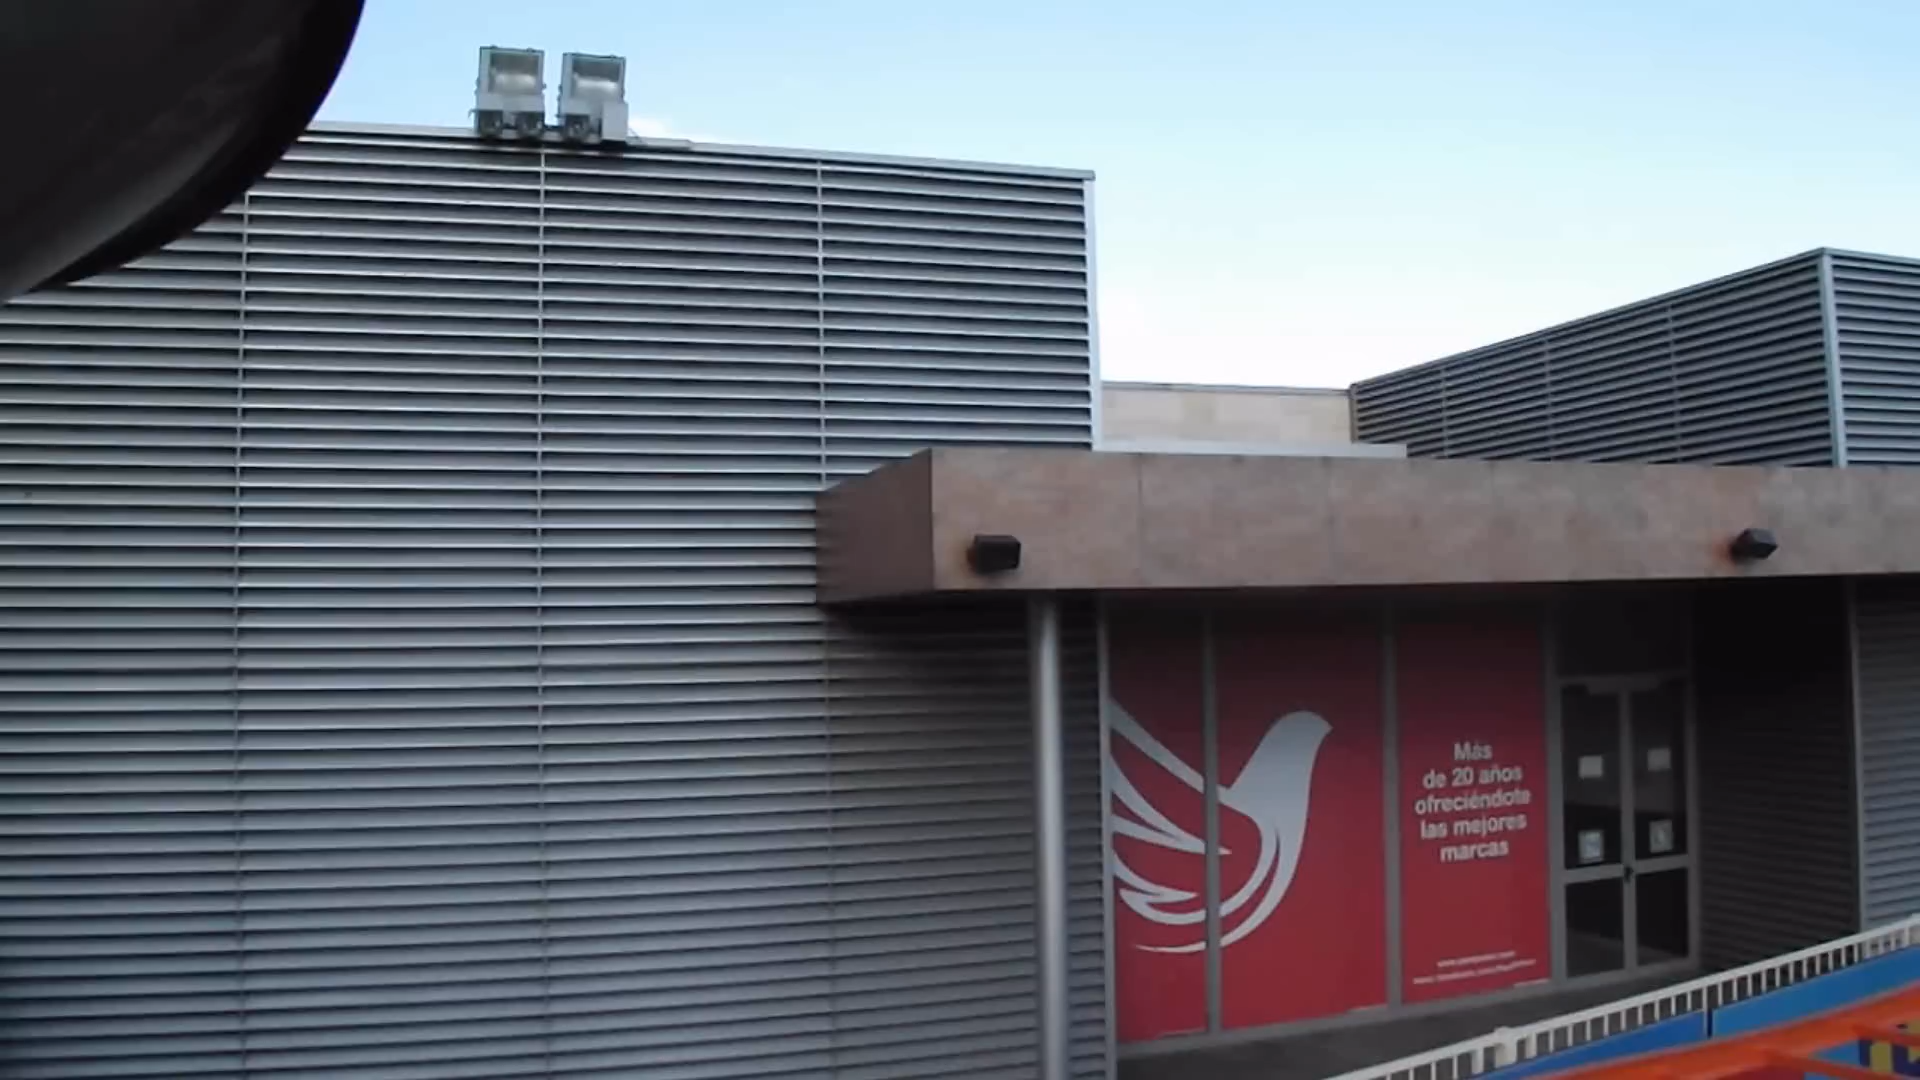 Más
de 20 años
ofreciéndote
las mejores
marcas